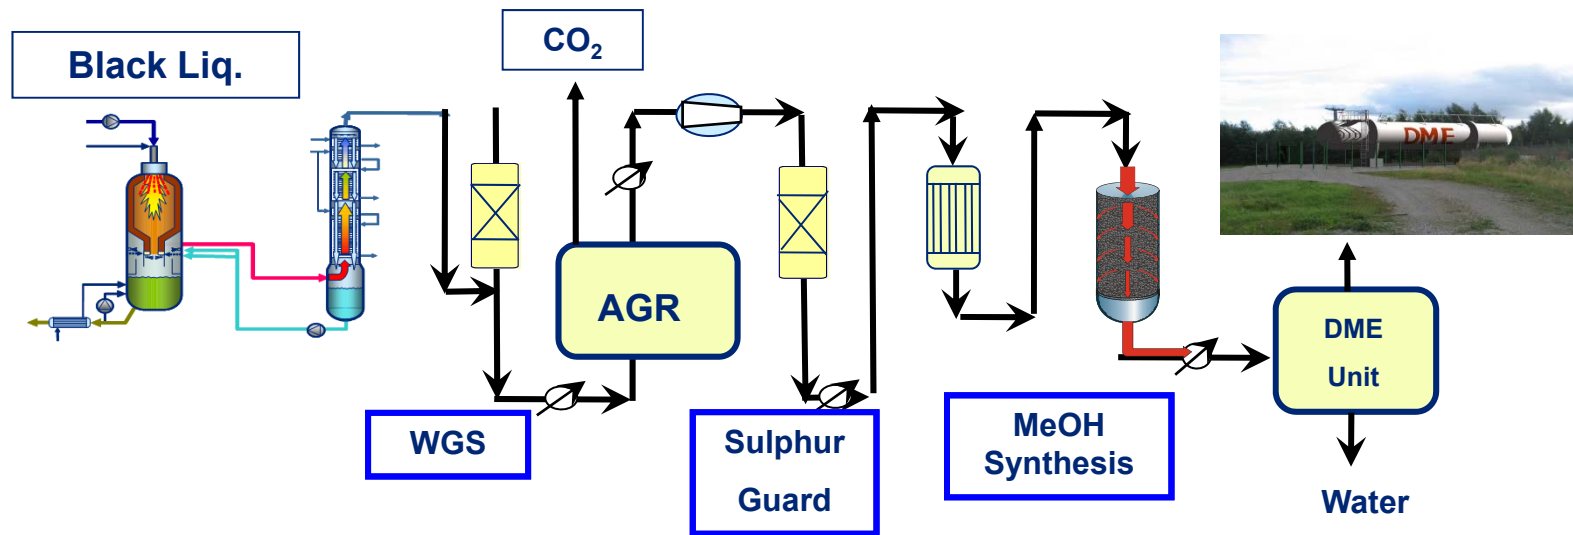 Black Liq.
CO2
DME
AGR
DME
Unit
WGS
Sulphur
Guard
MeOH
Synthesis
Water